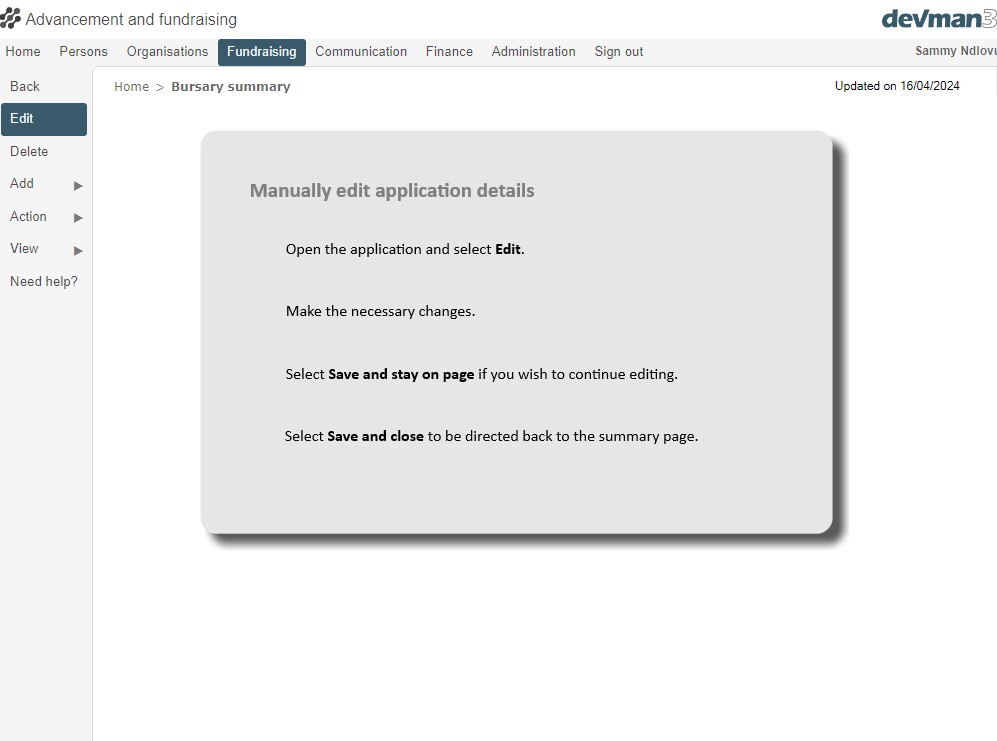 Advancement and fundraising
devman3
Home Persons Organisations Fundraising Communication Finance Administration Sign out
Sammy Ndlovu
Back
Edit
Delete
Add
Action
View
Need help?
Home > Bursary summary
Updated on 16/04/2024
Manually edit application details
Open the application and select Edit.
Make the necessary changes.
Select Save and stay on page if you wish to continue editing.
Select Save and close to be directed back to the summary page.